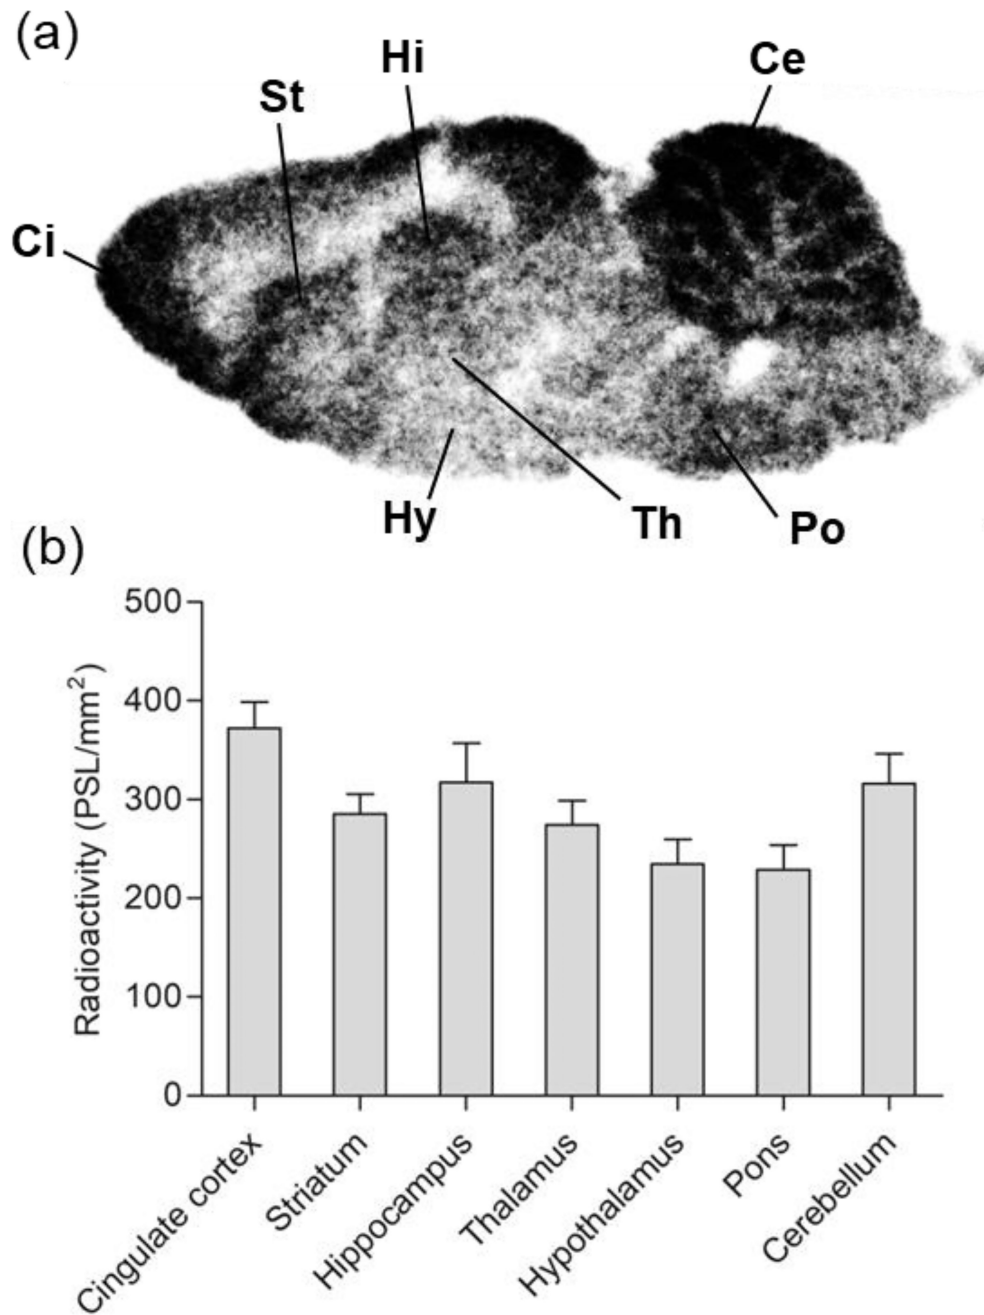 (a)
Hi
Ce
St
Ci
Hy
Th
Po
(b)
Radioactivity (PSL/mm²)
500
400
300
200
100
0
Cingulate cortex
Striatum
Hippocampus
Thalamus
Hypothalamus
Pons
Cerebellum